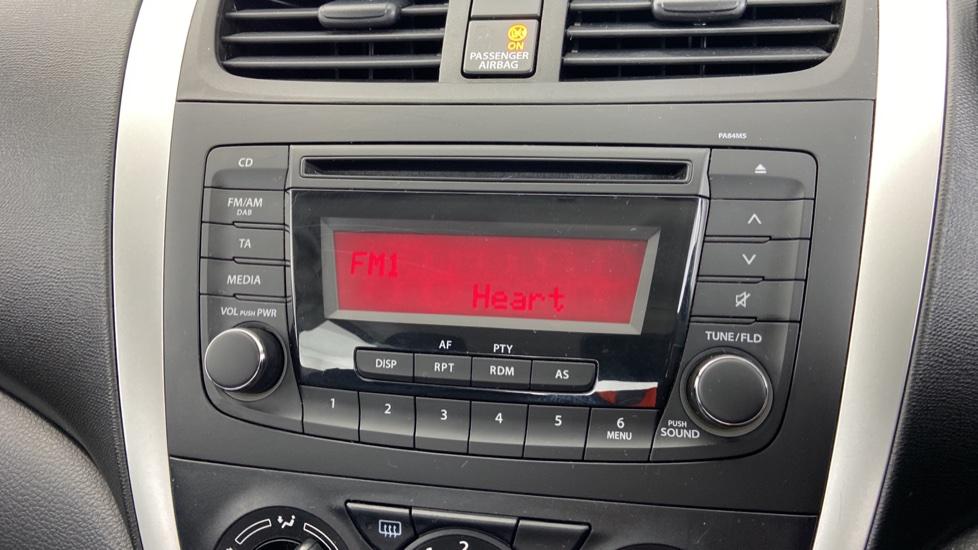 ON
PASSENGER
AIRBAG
PA84MS
CD
FM/AM
DAB
TA
MEDIA
VOL PUSH PWR
FM1
Heart
TUNE/FLD
AF
PTY
DISP
RPT
RDM
AS
1
2
3
4
5
6
MENU
PUSH
SOUND
2